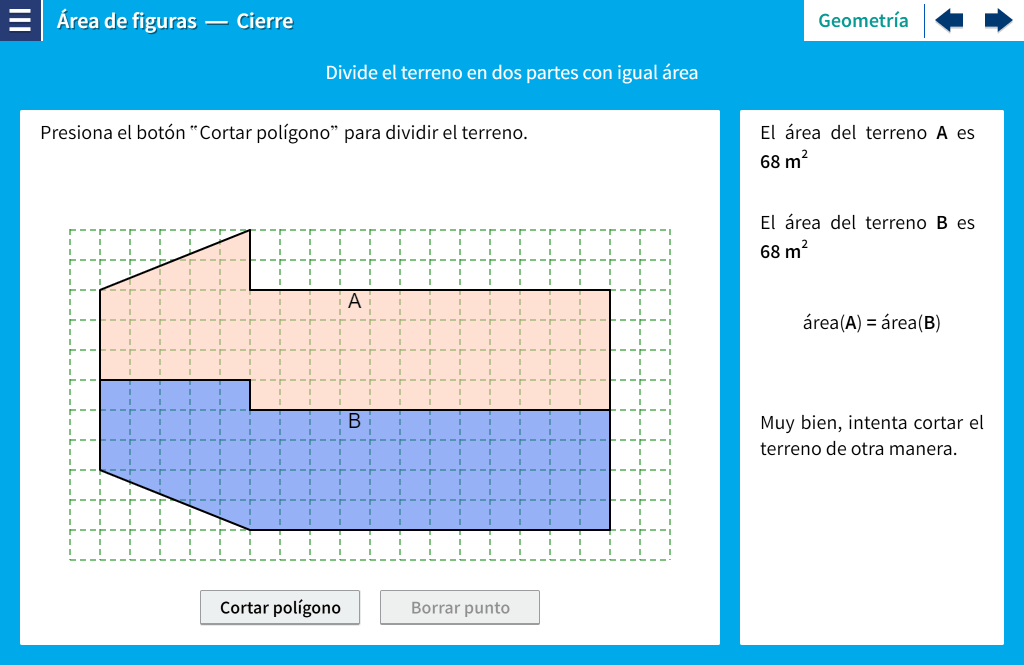 Área de figuras — Cierre
Geometría
Divide el terreno en dos partes con igual área
Presiona el botón “Cortar polígono” para dividir el terreno.
A
B
Cortar polígono
Borrar punto
El área del terreno A es
68 m²
El área del terreno B es
68 m²
área(A) = área(B)
Muy bien, intenta cortar el
terreno de otra manera.